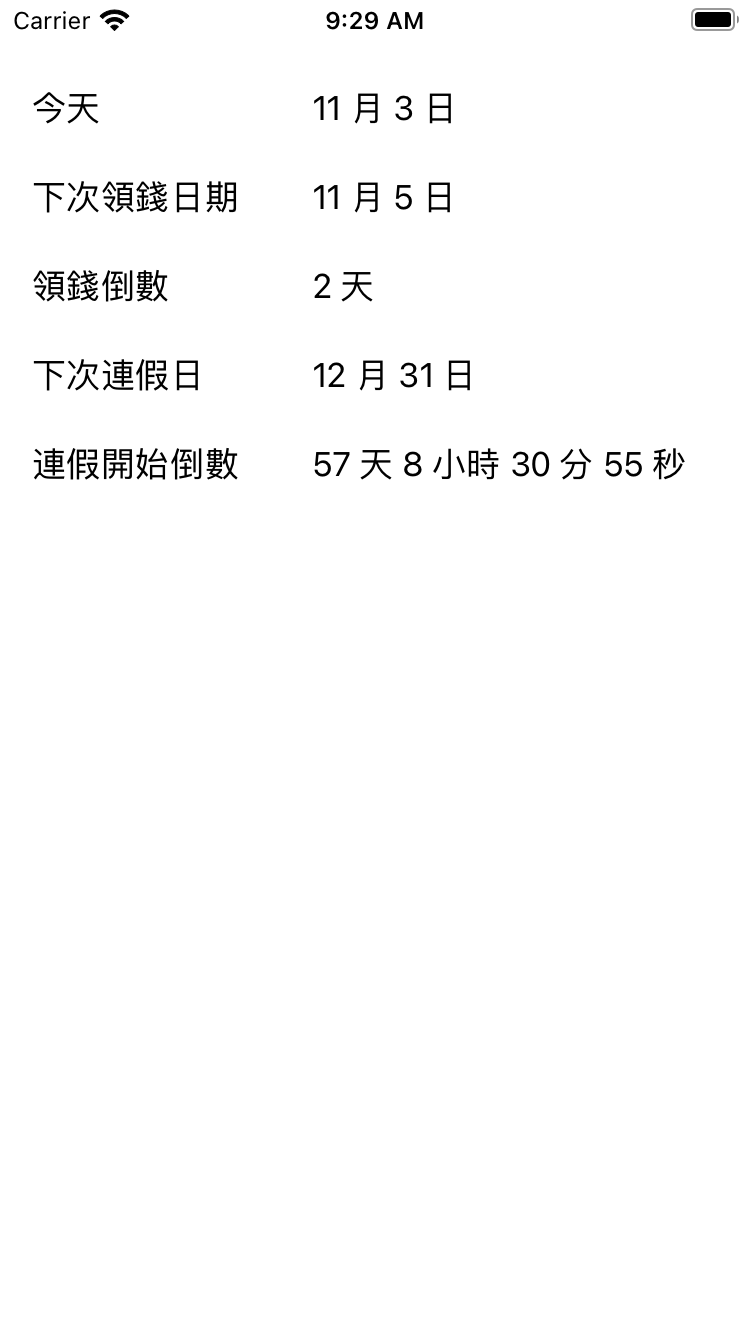 Carrier 9:29 AM
今天 11 月 3 日
下次領錢日期 11 月 5 日
領錢倒數 2 天
下次連假日 12 月 31 日
連假開始倒數 57 天 8 小時 30 分 55 秒